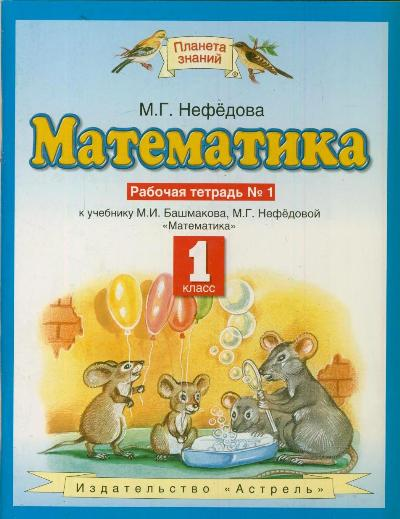 Планета
знаний
М.Г. Нефёдова
Математика
Рабочая тетрадь № 1
к учебнику М.И. Башмакова, М.Г. Нефёдовой
«Математика»
1
класс
Издательство «Астрель»